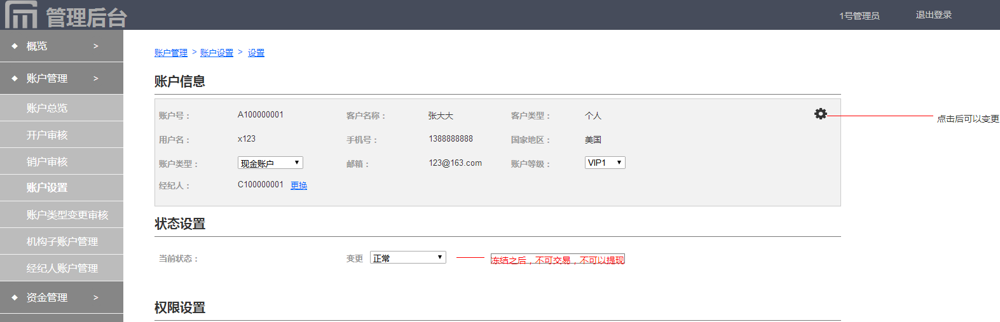 管理后台
1号管理员
退出登录
概览 >
账户管理 >
账户总览
开户审核
销户审核
账户设置
账户类型变更审核
机构子账户管理
经纪人账户管理
资金管理 >
账户管理 > 账户设置 > 设置
账户信息
账户号： A100000001 客户名称： 张大大 客户类型： 个人
点击后可以变更
用户名： x123 手机号： 1388888888 国家地区： 美国
账户类型： 现金账户 邮箱： 123@163.com 账户等级： VIP1
经纪人： C100000001 更换
状态设置
当前状态： 变更 正常 冻结之后，不可交易，不可以提现
权限设置